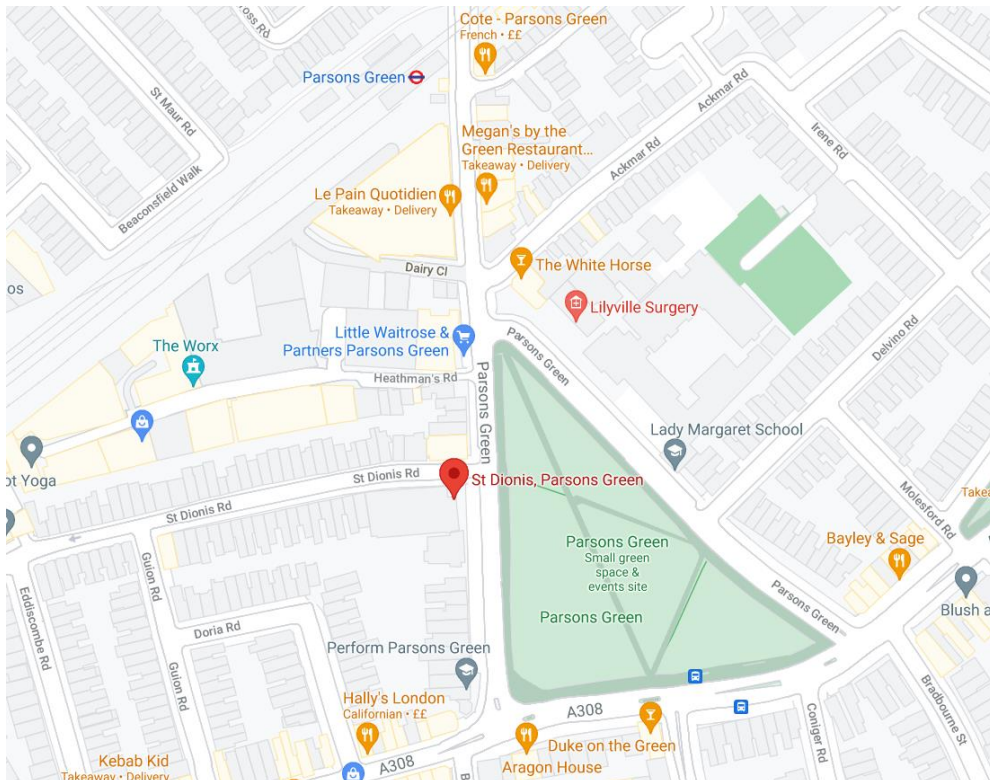 Cote - Parsons Green
French • ££
Parsons Green
St Maur Rd
Ackmar Rd
Irene Rd
Megan's by the
Green Restaurant...
Takeaway • Delivery
Ackmar Rd
Beaconsfield Walk
Le Pain Quotidien
Takeaway • Delivery
Dairy Cl
The White Horse
Lilyville Surgery
Little Waitrose &
Partners Parsons Green
Parsons Green
The Worx
Heathman's Rd
Parsons Green
Delvino Rd
Lady Margaret School
ot Yoga
St Dionis Rd
St Dionis, Parsons Green
St Dionis Rd
Molesford Rd
Takea
Parsons Green
Small green
space &
events site
Bayley & Sage
Guion Rd
Eddiscombe Rd
Parsons Green
Parsons Green
Blush a
Doria Rd
Perform Parsons Green
Guion Rd
Hally's London
Californian • ££
A308
Bradbourne St
Coniger Rd
Duke on the Green
Kebab Kid
Takeaway • Delivery
A308
Aragon House